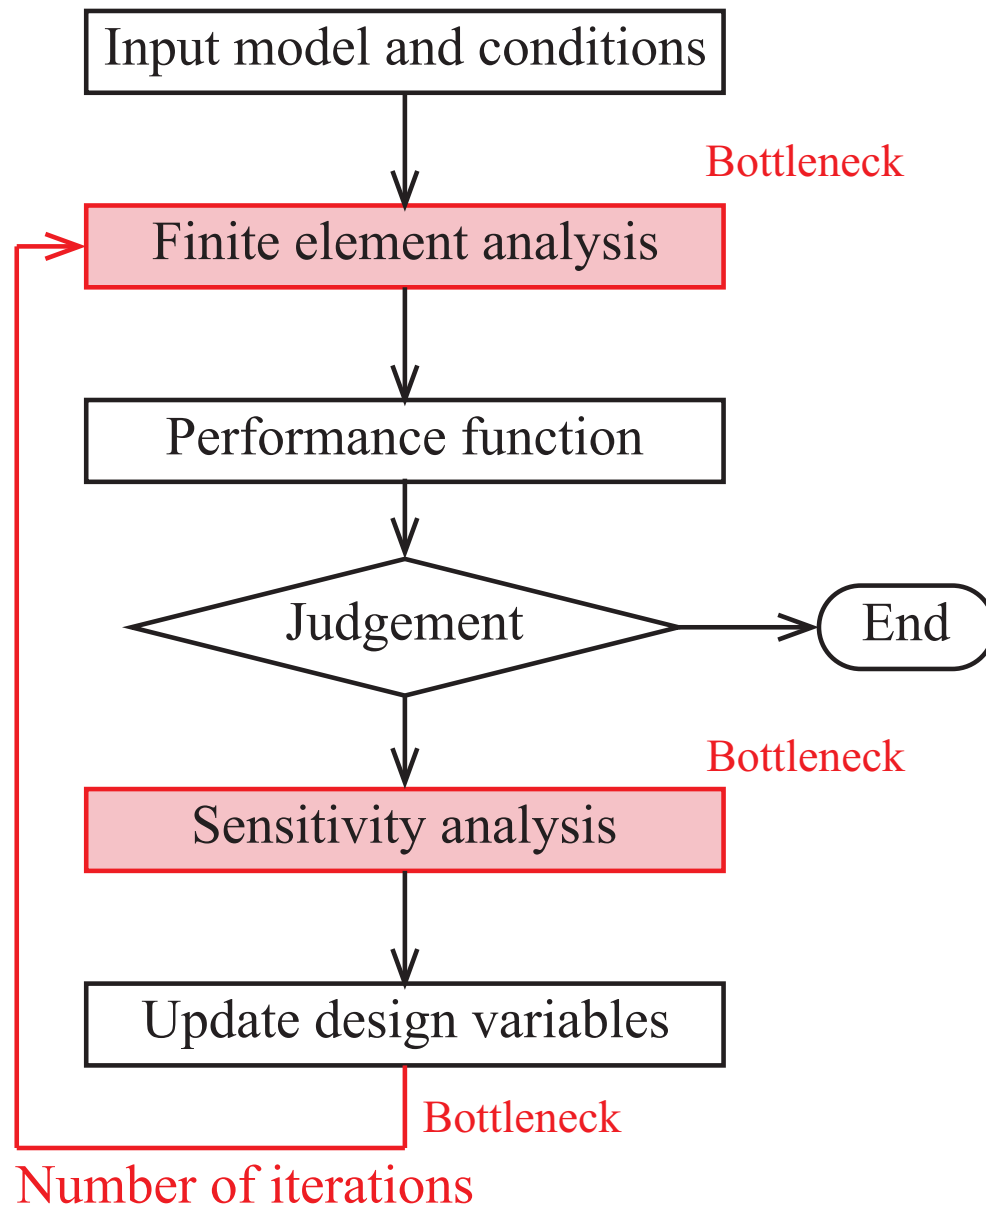 Input model and conditions
Bottleneck
Finite element analysis
Performance function
Judgement
End
Bottleneck
Sensitivity analysis
Update design variables
Bottleneck
Number of iterations